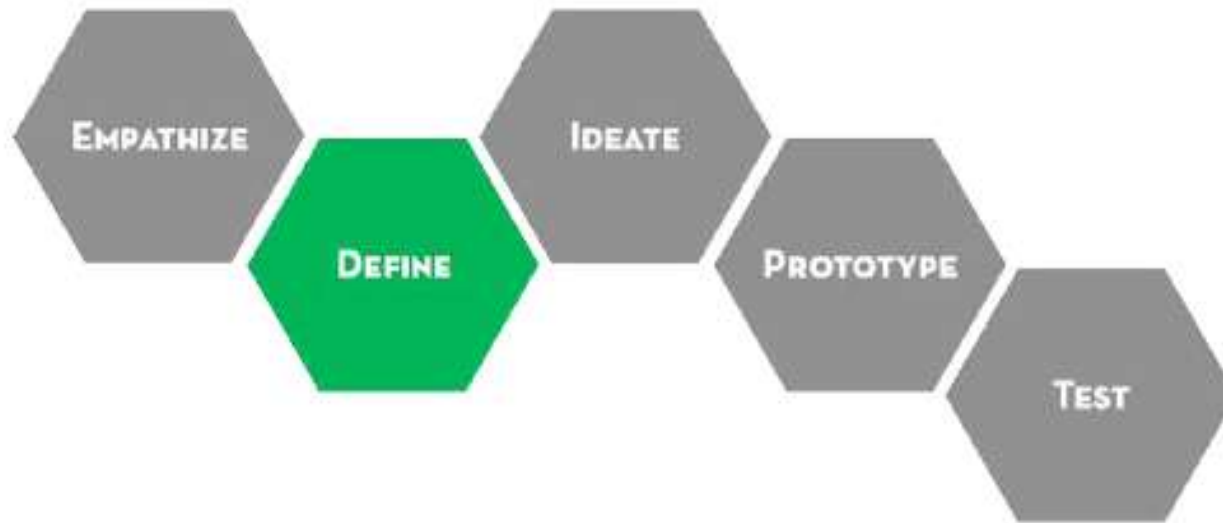 EMPATHIZE
DEFINE
IDEATE
PROTOTYPE
TEST